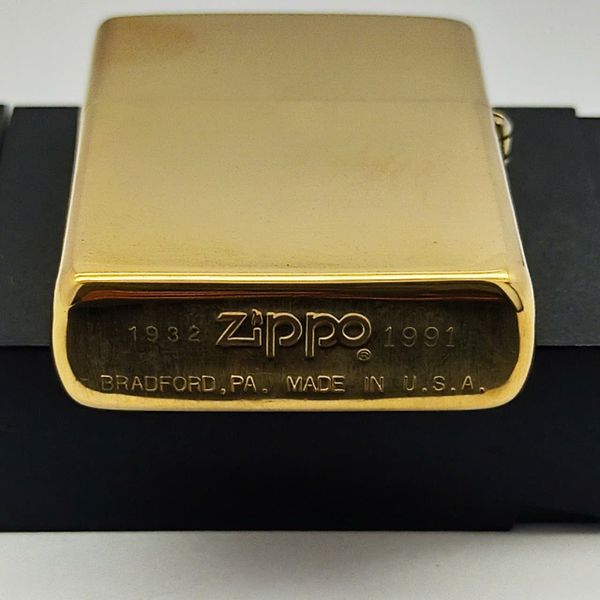 1932 Zippo® 1991
BRADFORD,PA. MADE IN U.S.A.